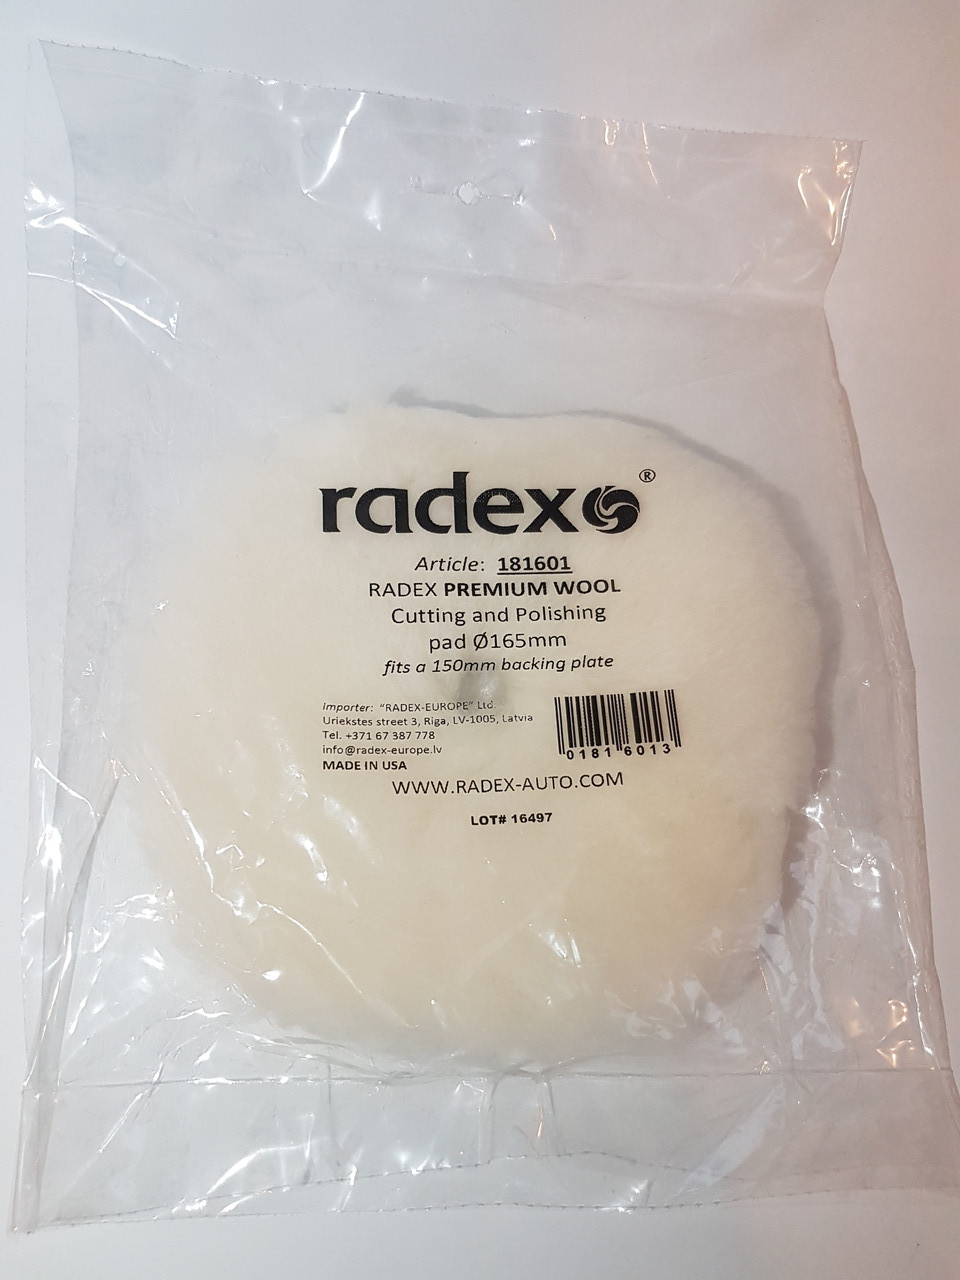 radex ®
Article: 181601
RADEX PREMIUM WOOL
Cutting and Polishing
pad Ø165mm
fits a 150mm backing plate
Importer: "RADEX-EUROPE" Ltd.
Uriekstes street 3, Riga, LV-1005, Latvia
Tel. +371 67 387 778
info@radex-europe.lv
MADE IN USA
0181 6013
WWW.RADEX-AUTO.COM
LOT# 16497